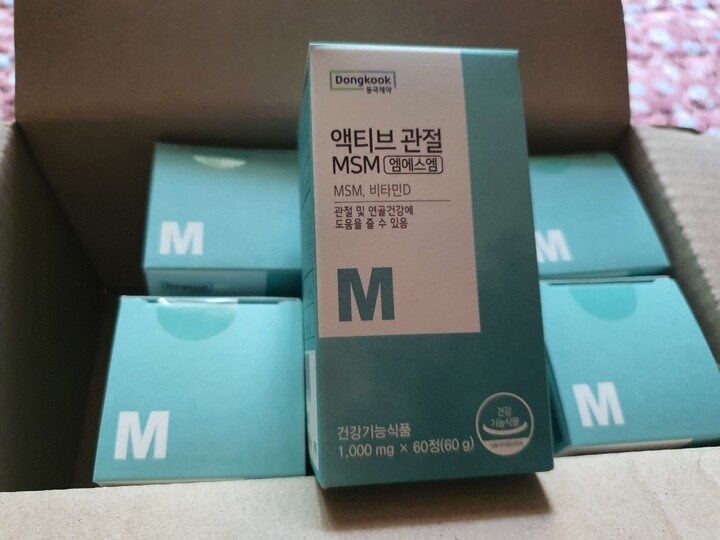 Dongkook
동국제약
액티브 관절
MSM 엠에스엠
MSM, 비타민D
관절 및 연골건강에
도움을 줄 수 있음
M
건강기능식품
1,000 mg × 60정(60 g)
건강
기능식품
M
Dongkook
M
M
M